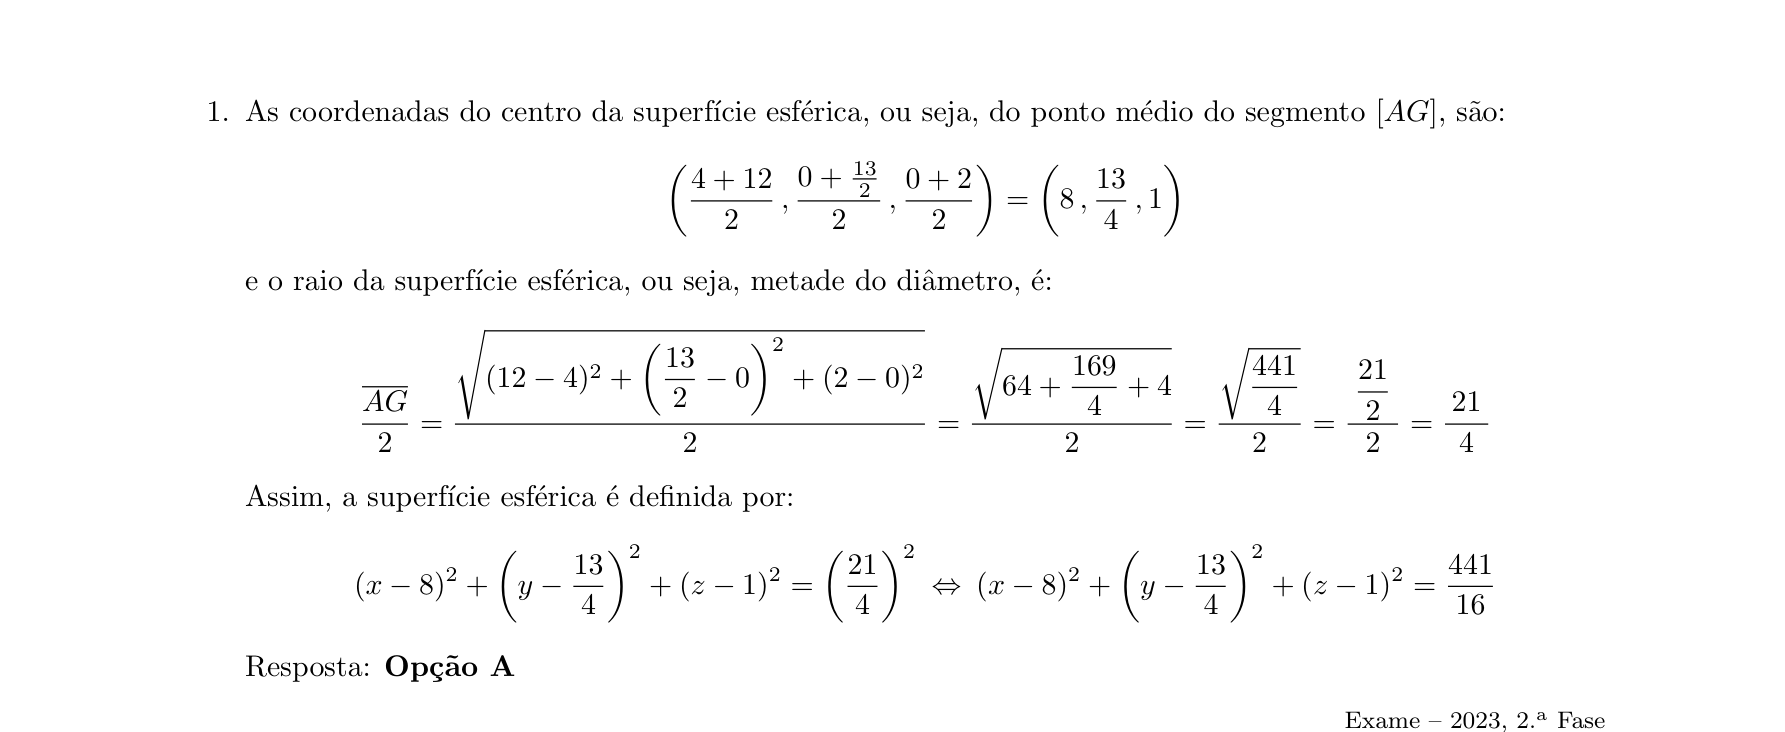 1. As coordenadas do centro da superfície esférica, ou seja, do ponto médio do segmento [AG], são:
$$\left(\frac{4+12}{2}, \frac{0+\frac{13}{2}}{2}, \frac{0+2}{2}\right) = \left(8, \frac{13}{4}, 1\right)$$
e o raio da superfície esférica, ou seja, metade do diâmetro, é:
$$\frac{\overline{AG}}{2} = \frac{\sqrt{(12-4)^2 + \left(\frac{13}{2}-0\right)^2 + (2-0)^2}}{2} = \frac{\sqrt{64+\frac{169}{4}+4}}{2} = \frac{\sqrt{\frac{441}{4}}}{2} = \frac{\frac{21}{2}}{2} = \frac{21}{4}$$
Assim, a superfície esférica é definida por:
$$(x-8)^2 + \left(y-\frac{13}{4}\right)^2 + (z-1)^2 = \left(\frac{21}{4}\right)^2 \Leftrightarrow (x-8)^2 + \left(y-\frac{13}{4}\right)^2 + (z-1)^2 = \frac{441}{16}$$
Resposta: Opção A
Exame – 2023, 2.ª Fase